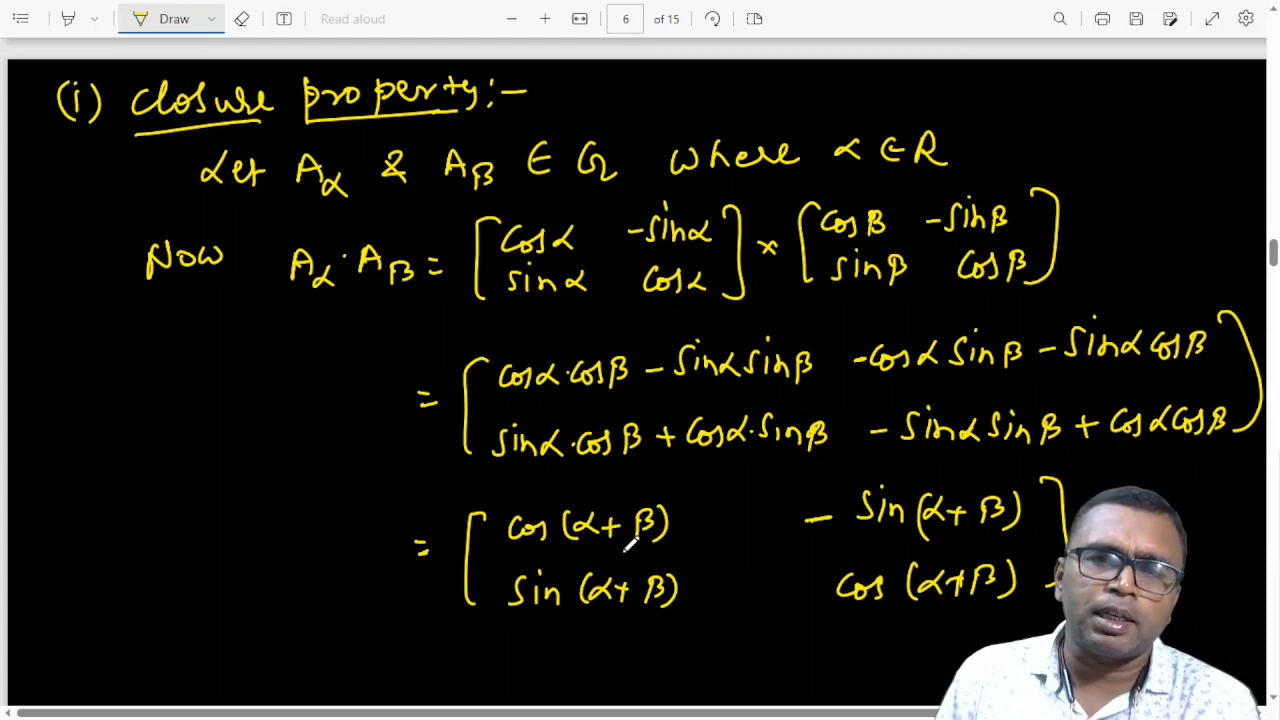 Draw
Read aloud
6 of 15
(i) closure property:-
Let Aα & Aβ ∈ G where α ∈ R
Now Aα · Aβ = [cosα -sinα] × [cosβ -sinβ]
sinα cosα sinβ cosβ
= [cosα·cosβ - sinα sinβ -cosα sinβ - sinα cosβ]
sinα·cosβ + cosα·sinβ - sinα sinβ + cosα cosβ
= [cos (α+β) - sin (α+β)]
sin (α+β) cos (α+β)